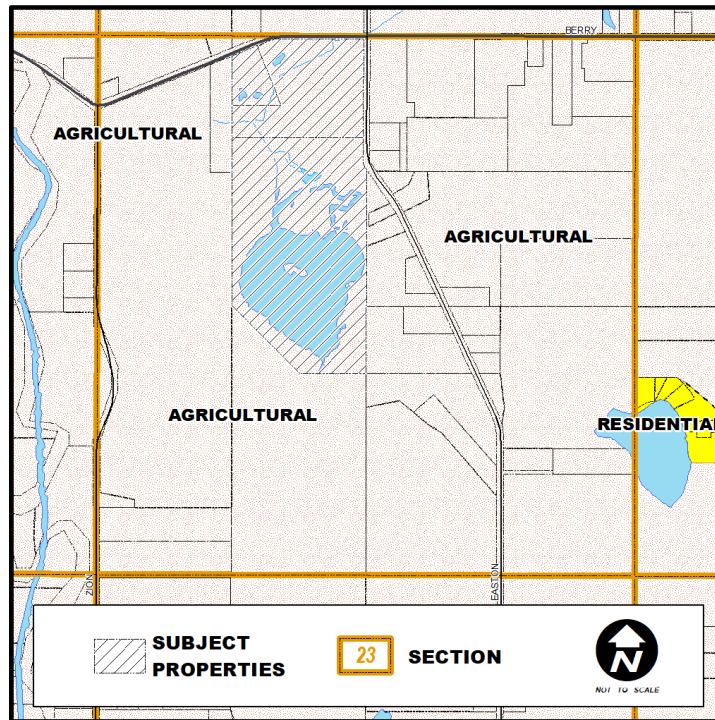 BERRY
AGRICULTURAL
AGRICULTURAL
AGRICULTURAL
RESIDENTIAL
ZION
EASTON
SUBJECT
PROPERTIES
23
SECTION
N
NOT TO SCALE